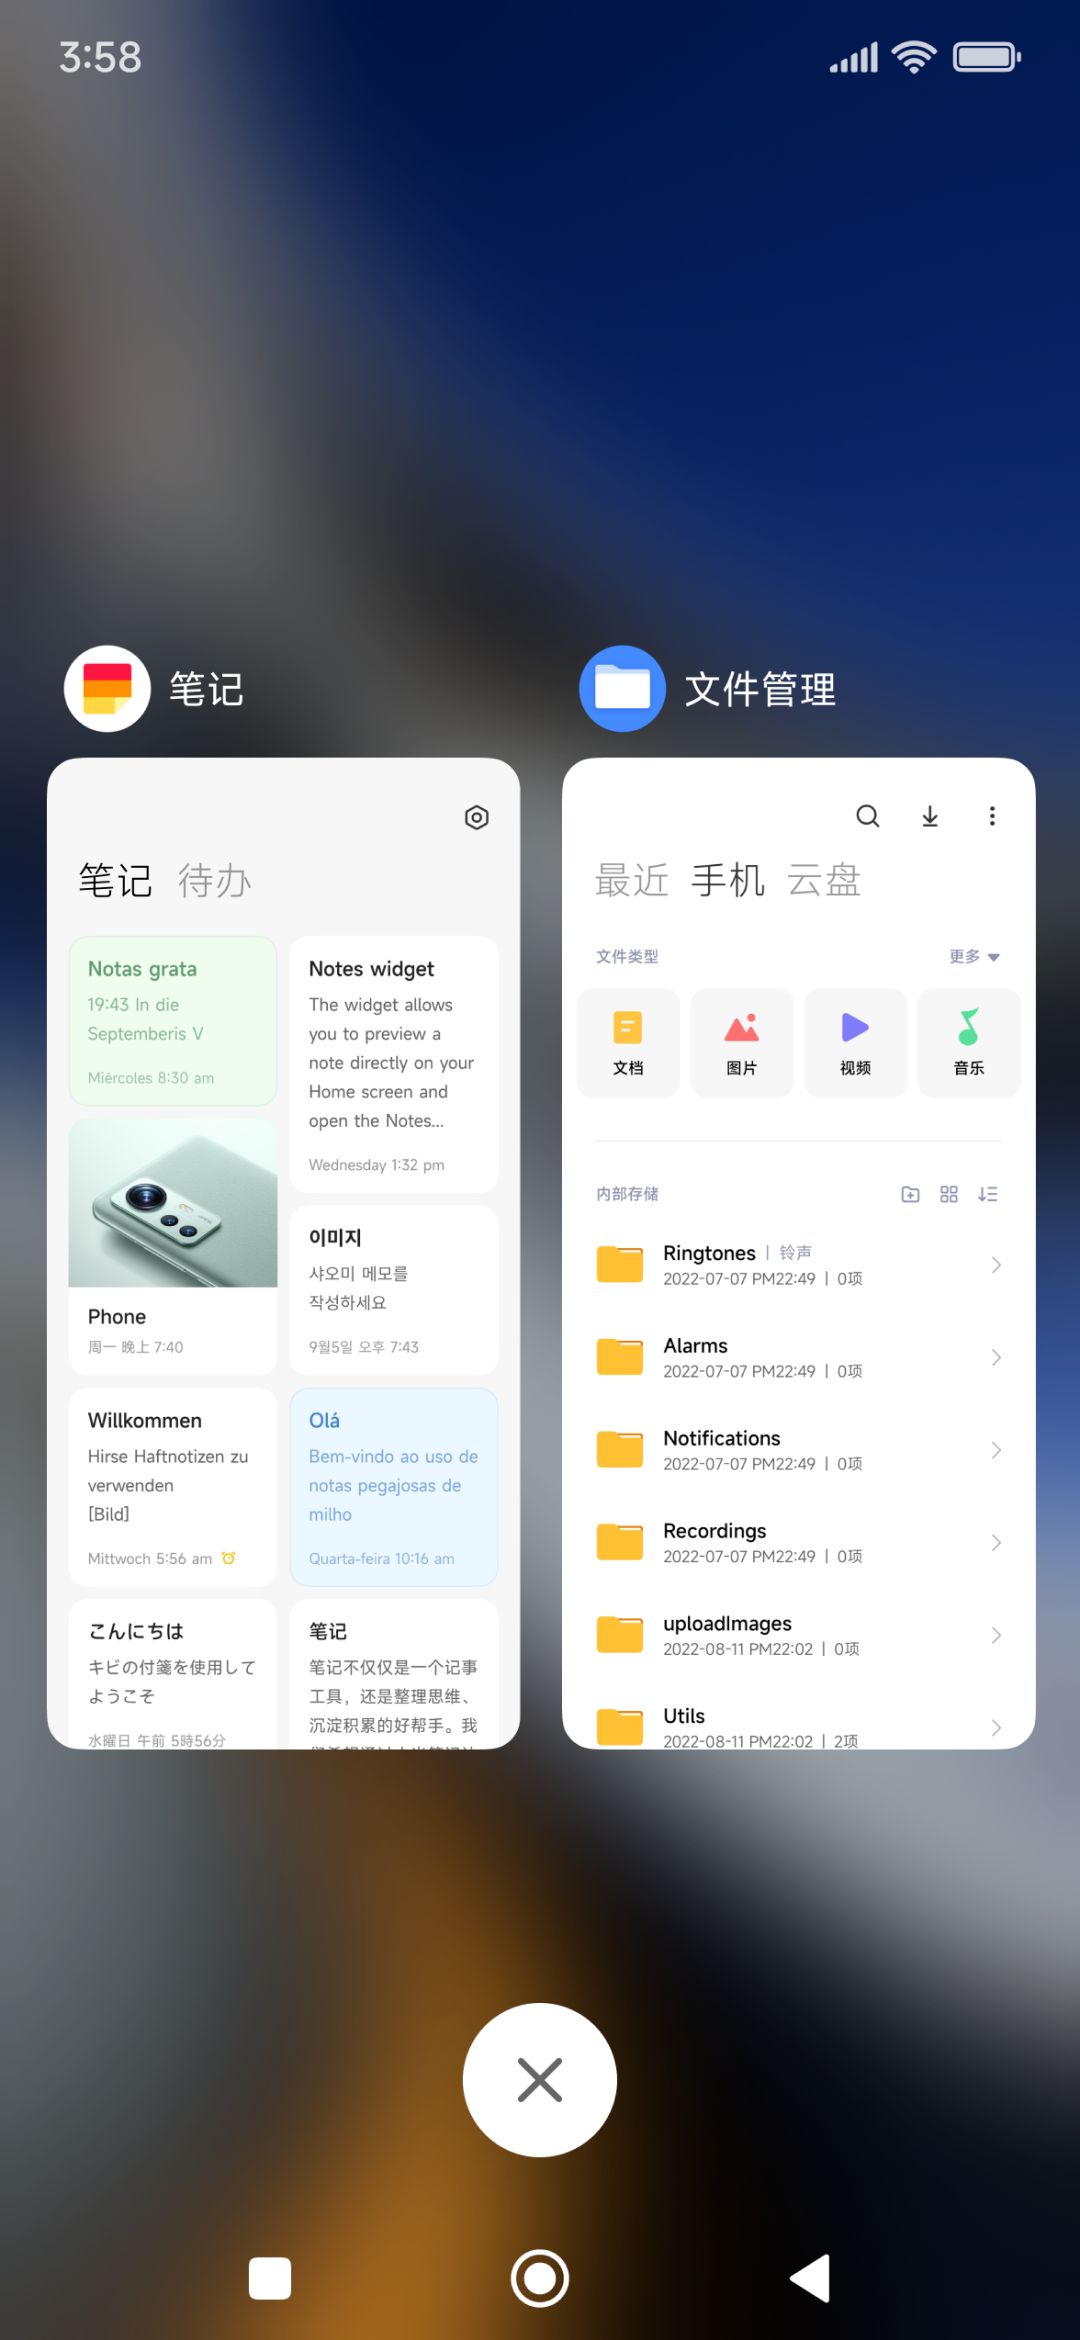 3:58
笔记
文件管理
笔记 待办
Notas grata
19:43 In die
Septemberis V
Miércoles 8:30 am
Phone
周一 晚上 7:40
Willkommen
Hirse Haftnotizen zu
verwenden
[Bild]
Mittwoch 5:56 am
こんにちは
キビの付箋を使用して
ようこそ
水曜日 午前 5時56分
Notes widget
The widget allows
you to preview a
note directly on your
Home screen and
open the Notes...
Wednesday 1:32 pm
이미지
샤오미 메모를
작성하세요
9월5일 오후 7:43
Olá
Bem-vindo ao uso de
notas pegajosas de
milho
Quarta-feira 10:16 am
笔记
笔记不仅仅是一个记事
工具，还是整理思维、
沉淀积累的好帮手。我
最近 手机 云盘
文件类型 更多
文档 图片 视频 音乐
内部存储
Ringtones | 铃声
2022-07-07 PM22:49 | 0项
Alarms
2022-07-07 PM22:49 | 0项
Notifications
2022-07-07 PM22:49 | 0项
Recordings
2022-07-07 PM22:49 | 0项
uploadImages
2022-08-11 PM22:02 | 0项
Utils
2022-08-11 PM22:02 | 2项